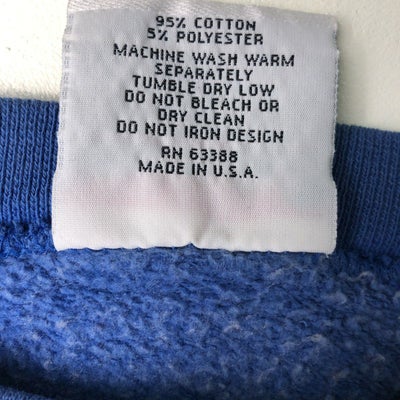 95% COTTON
5% POLYESTER
MACHINE WASH WARM
SEPARATELY
TUMBLE DRY LOW
DO NOT BLEACH OR
DRY CLEAN
DO NOT IRON DESIGN
RN 63388
MADE IN U.S.A.